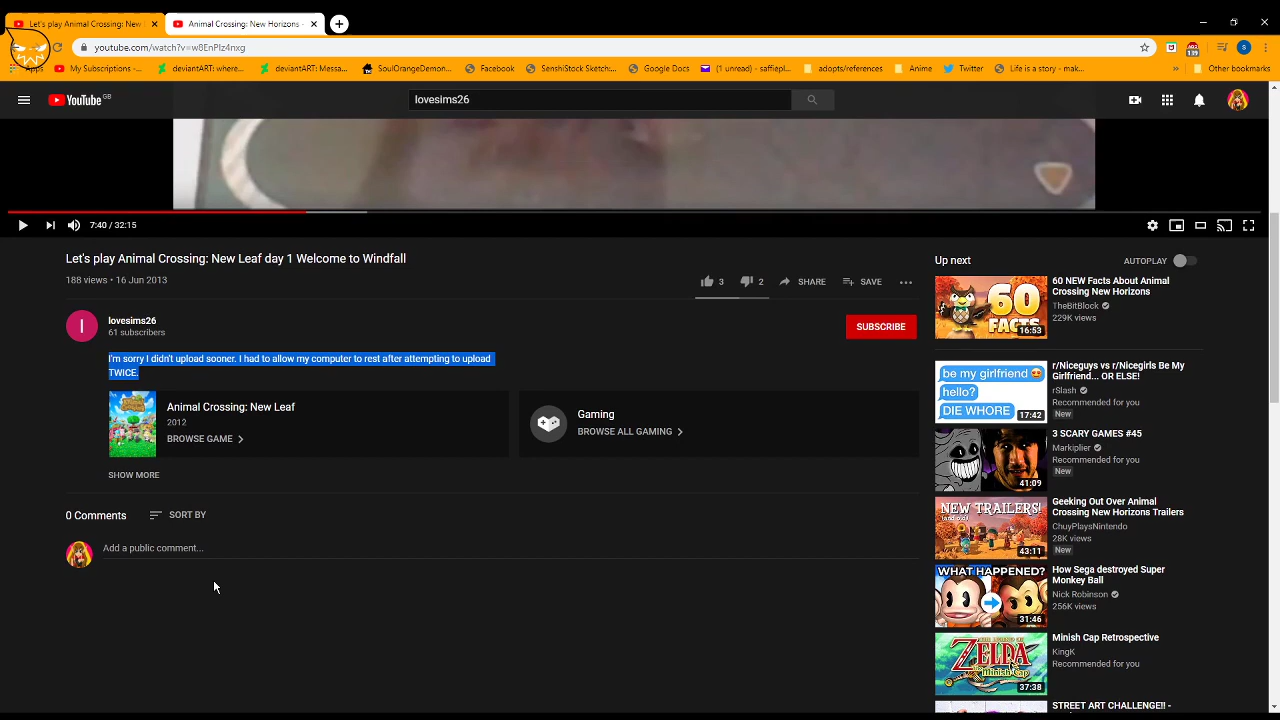 Let's play Animal Crossing: New
Animal Crossing: New Horizons -
youtube.com/watch?v=w8EnPlz4nxg
139
S
Apps
My Subscriptions -...
deviantART: where...
deviantART: Messa...
SoulOrangeDemon...
Facebook
SenshiStock Sketch:...
Google Docs
(1 unread) - saffiepl...
adopts/references
Anime
Twitter
Life is a story - mak...
»
Other bookmarks
YouTube GB
lovesims26
7:40 / 32:15
Let's play Animal Crossing: New Leaf day 1 Welcome to Windfall
188 views • 16 Jun 2013
3
2
SHARE
SAVE
l
lovesims26
61 subscribers
SUBSCRIBE
I'm sorry I didn't upload sooner. I had to allow my computer to rest after attempting to upload
TWICE.
Animal Crossing: New Leaf
2012
BROWSE GAME
Gaming
BROWSE ALL GAMING
SHOW MORE
0 Comments
SORT BY
Add a public comment...
Up next
AUTOPLAY
60
FACTS
16:53
60 NEW Facts About Animal
Crossing New Horizons
TheBitBlock
229K views
be my girlfriend
hello?
DIE WHORE
17:42
r/Niceguys vs r/Nicegirls Be My
Girlfriend... OR ELSE!
rSlash
Recommended for you
New
41:09
3 SCARY GAMES #45
Markiplier
Recommended for you
New
NEW TRAILERS!
43:11
Geeking Out Over Animal
Crossing New Horizons Trailers
ChuyPlaysNintendo
28K views
New
WHAT HAPPENED?
31:46
How Sega destroyed Super
Monkey Ball
Nick Robinson
256K views
ZELDA
The Minish Cap
37:38
Minish Cap Retrospective
KingK
Recommended for you
STREET ART CHALLENGE!! -